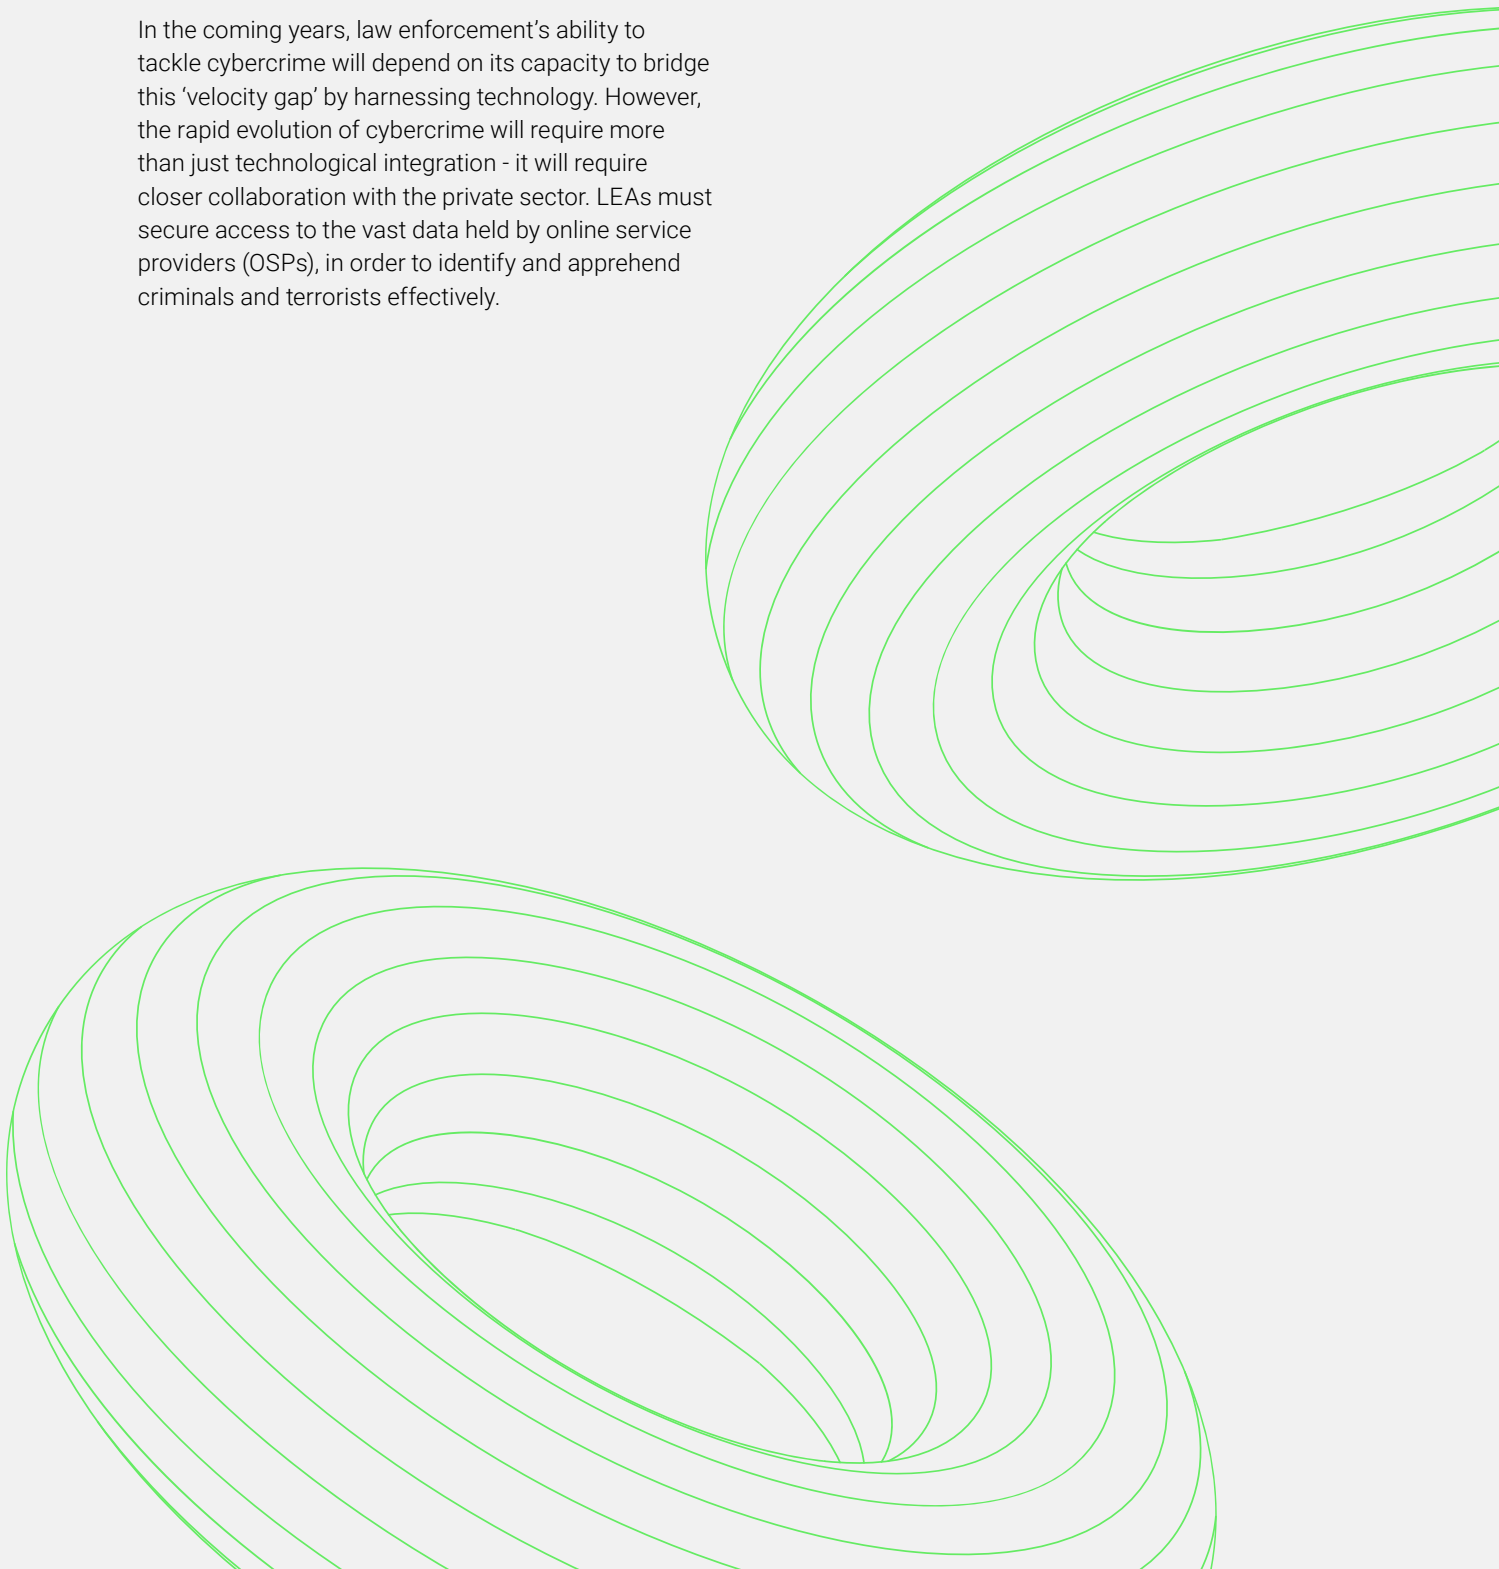 In the coming years, law enforcement’s ability to
tackle cybercrime will depend on its capacity to bridge
this ‘velocity gap’ by harnessing technology. However,
the rapid evolution of cybercrime will require more
than just technological integration - it will require
closer collaboration with the private sector. LEAs must
secure access to the vast data held by online service
providers (OSPs), in order to identify and apprehend
criminals and terrorists effectively.